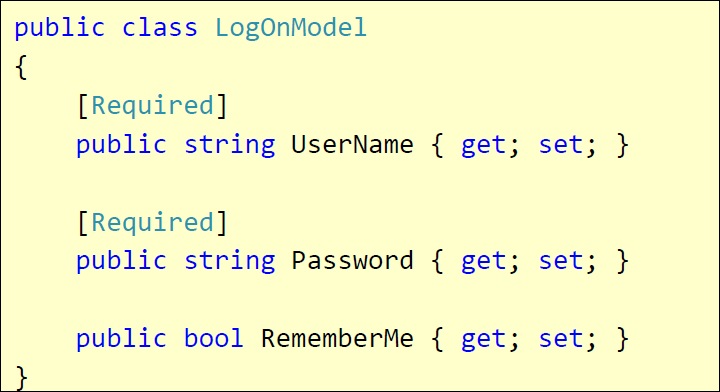 public class LogOnModel
{
    [Required]
    public string UserName { get; set; }

    [Required]
    public string Password { get; set; }

    public bool RememberMe { get; set; }
}